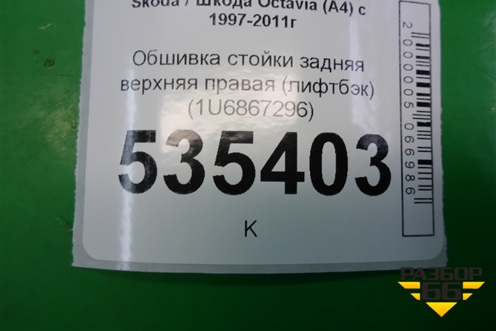 Skoda / Шкода Octavia (A4) с
1997-2011г
Обшивка стойки задняя
верхняя правая (лифтбэк)
(1U6867296)
535403
К
2000005066986
РАЗБОР
66